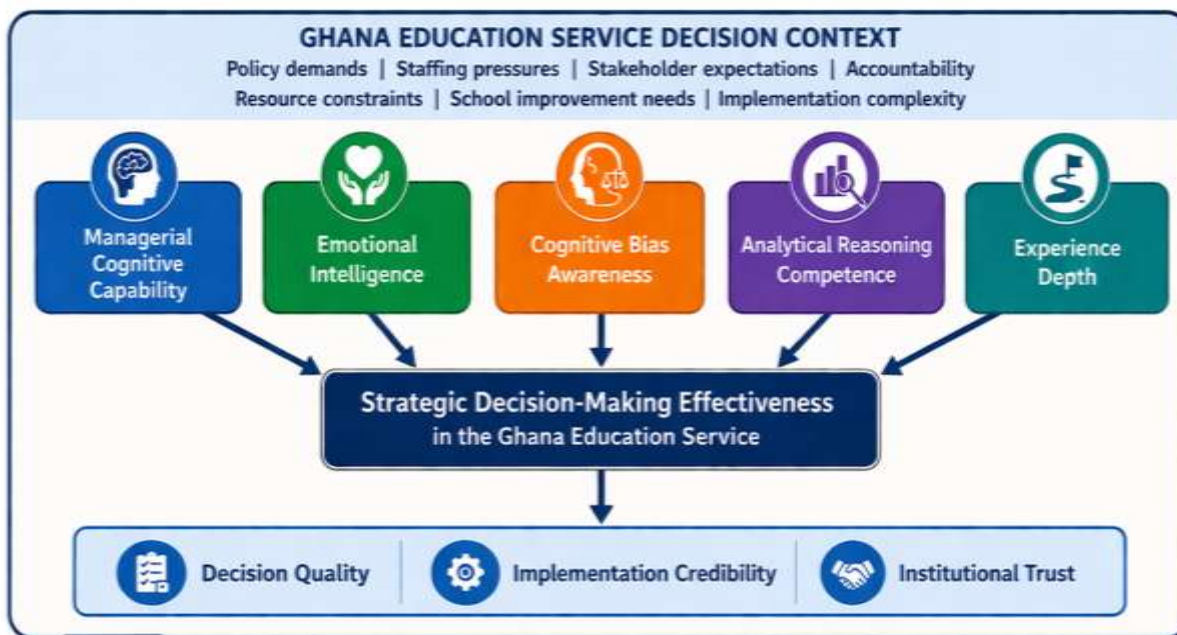 GHANA EDUCATION SERVICE DECISION CONTEXT
Policy demands | Staffing pressures | Stakeholder expectations | Accountability
Resource constraints | School improvement needs | Implementation complexity
Managerial
Cognitive
Capability
Emotional
Intelligence
Cognitive Bias
Awareness
Analytical Reasoning
Competence
Experience
Depth
Strategic Decision-Making Effectiveness
in the Ghana Education Service
Decision Quality
Implementation Credibility
Institutional Trust